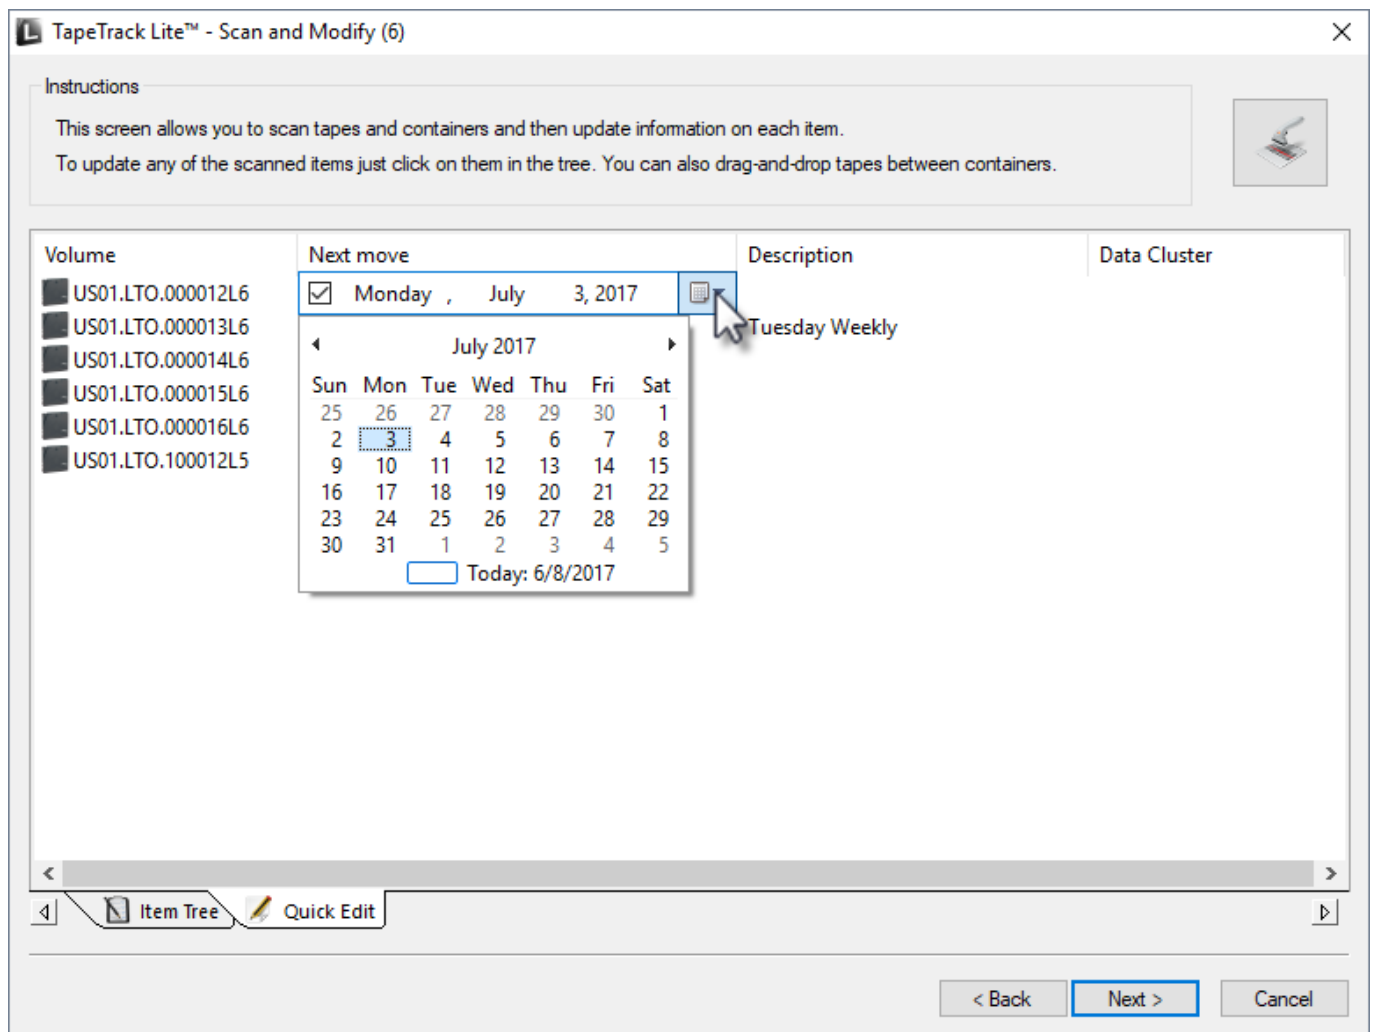 TapeTrack Lite™ - Scan and Modify (6)
Instructions
This screen allows you to scan tapes and containers and then update information on each item.
To update any of the scanned items just click on them in the tree. You can also drag-and-drop tapes between containers.
Volume Next move Description Data Cluster
US01.LTO.000012L6 Monday , July 3, 2017
US01.LTO.000013L6 Tuesday Weekly
US01.LTO.000014L6
US01.LTO.000015L6
US01.LTO.000016L6
US01.LTO.100012L5
July 2017
Sun Mon Tue Wed Thu Fri Sat
25 26 27 28 29 30 1
2 3 4 5 6 7 8
9 10 11 12 13 14 15
16 17 18 19 20 21 22
23 24 25 26 27 28 29
30 31 1 2 3 4 5
Today: 6/8/2017
Item Tree Quick Edit
< Back Next > Cancel